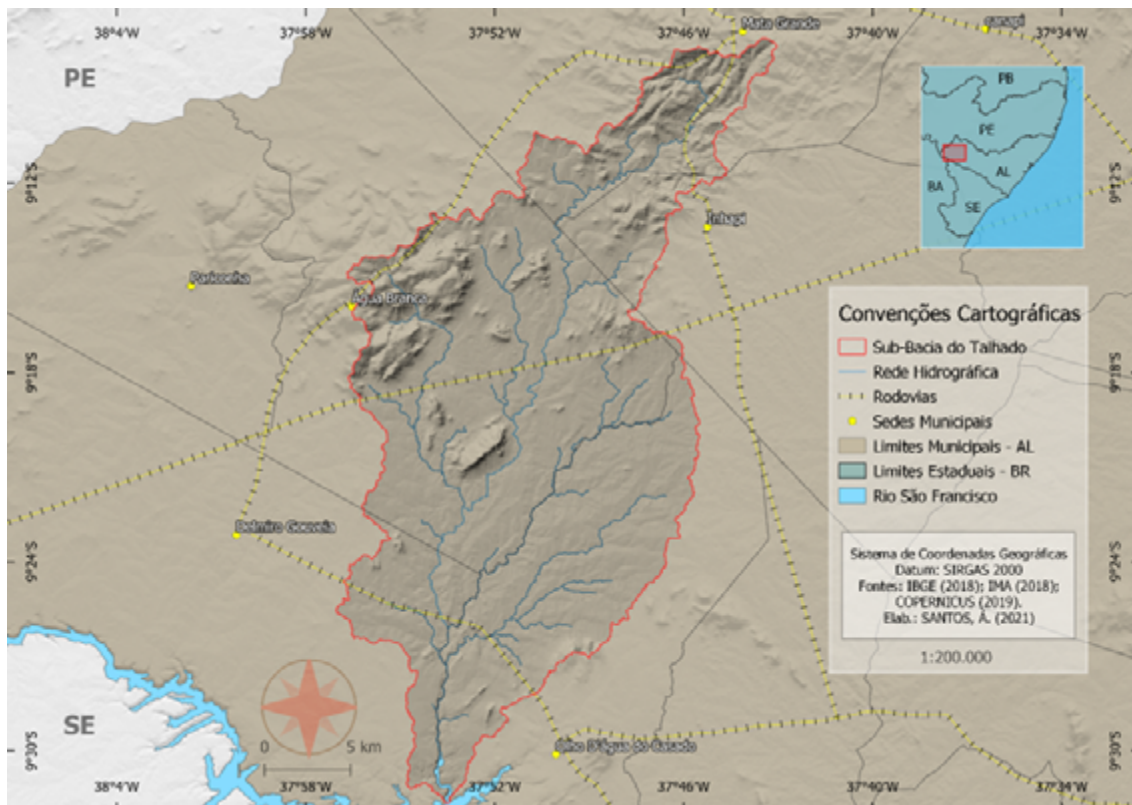 38°4'W
37°58'W
37°52'W
37°46'W
Mata Grande
37°40'W
Canapi
37°34'W
PE
PB
PE
AL
BA
SE
9°12'S
9°12'S
Inhapi
Pariconha
Água Branca
Convenções Cartográficas
Sub-Bacia do Talhado
Rede Hidrográfica
Rodovias
Sedes Municipais
Limites Municipais - AL
Limites Estaduais - BR
Rio São Francisco
9°18'S
9°18'S
Delmiro Gouveia
Sistema de Coordenadas Geográficas
Datum: SIRGAS 2000
Fontes: IBGE (2018); IMA (2018);
COPERNICUS (2019).
Elab.: SANTOS, Á. (2021)
1:200.000
9°24'S
9°24'S
SE
0 5 km
Olho D'Água do Casado
9°30'S
9°30'S
38°4'W
37°58'W
37°52'W
37°46'W
37°40'W
37°34'W